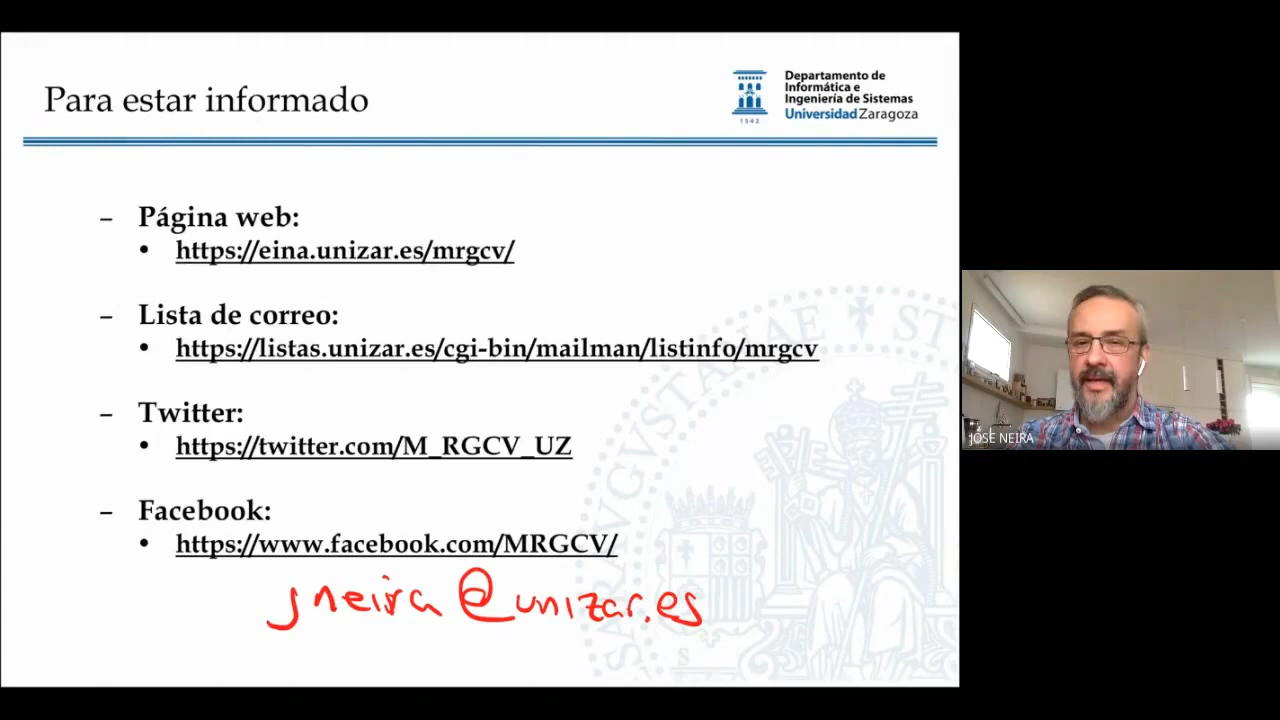 Para estar informado
Departamento de
Informática e
Ingeniería de Sistemas
Universidad Zaragoza
1542
– Página web:
• https://eina.unizar.es/mrgcv/
– Lista de correo:
• https://listas.unizar.es/cgi-bin/mailman/listinfo/mrgcv
– Twitter:
• https://twitter.com/M_RGCV_UZ
– Facebook:
• https://www.facebook.com/MRGCV/
jneira@unizar.es
JOSE NEIRA